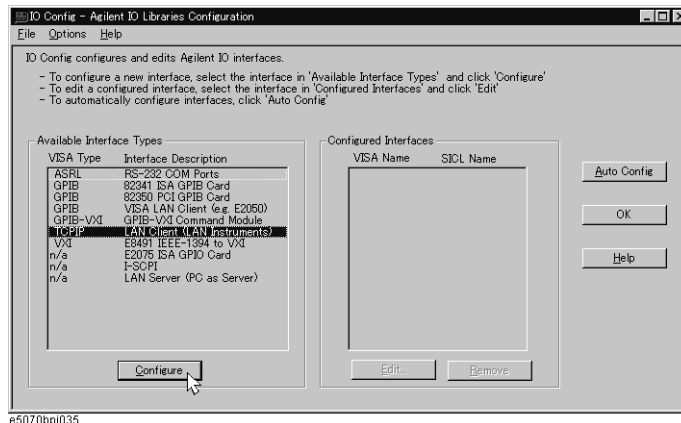 IO Config - Agilent IO Libraries Configuration
File Options Help
IO Config configures and edits Agilent IO interfaces.
- To configure a new interface, select the interface in 'Available Interface Types' and click 'Configure'
- To edit a configured interface, select the interface in 'Configured Interfaces' and click 'Edit'
- To automatically configure interfaces, click 'Auto Config'
Available Interface Types
VISA Type Interface Description
ASRL RS-232 COM Ports
GPIB 82341 ISA GPIB Card
GPIB 82350 PCI GPIB Card
GPIB VISA LAN Client (e.g. E2050)
GPIB-VXI GPIB-VXI Command Module
TCPIP LAN Client (LAN Instruments)
VXI E8491 IEEE-1394 to VXI
n/a E2075 ISA GPIO Card
n/a I-SCPI
n/a LAN Server (PC as Server)
Configure
Configured Interfaces
VISA Name SICL Name
Edit...
Remove
Auto Config
OK
Help
e5070bpj035